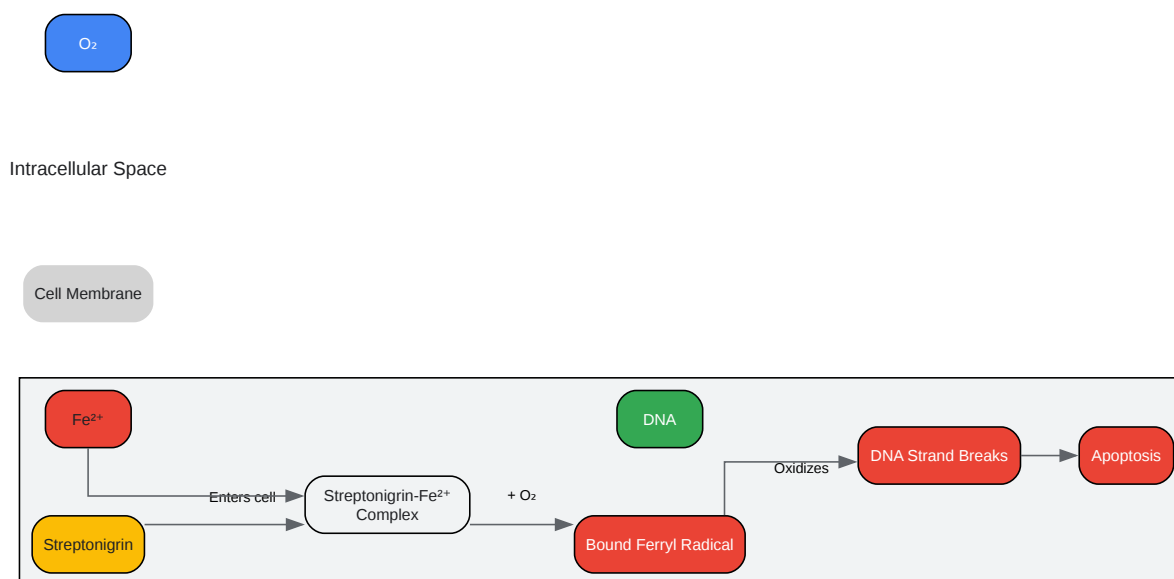 O₂
Intracellular Space
Cell Membrane
Fe²⁺
DNA
DNA Strand Breaks
Apoptosis
Oxidizes
Enters cell
Streptonigrin-Fe²⁺
Complex
+ O₂
Streptonigrin
Bound Ferryl Radical